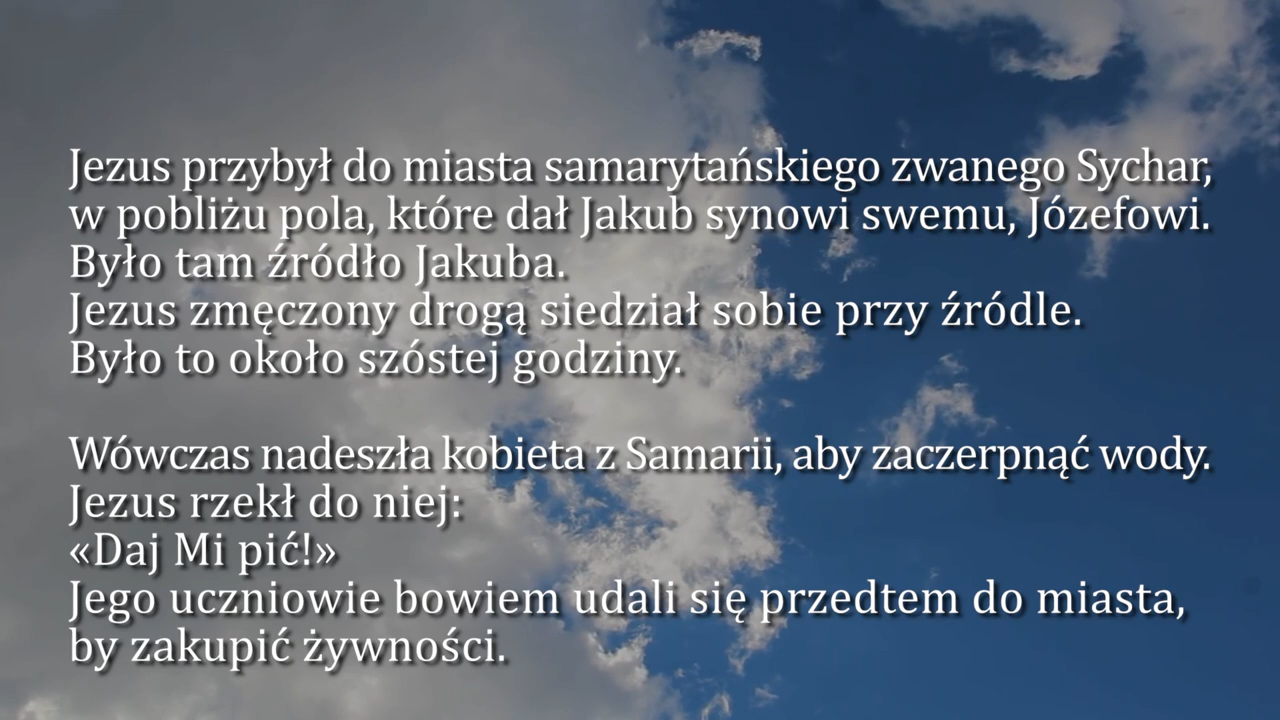 Jezus przybył do miasta samarytańskiego zwanego Sychar,
w pobliżu pola, które dał Jakub synowi swemu, Józefowi.
Było tam źródło Jakuba.
Jezus zmęczony drogą siedział sobie przy źródle.
Było to około szóstej godziny.
Wówczas nadeszła kobieta z Samarii, aby zaczerpnąć wody.
Jezus rzekł do niej:
«Daj Mi pić!»
Jego uczniowie bowiem udali się przedtem do miasta,
by zakupić żywności.